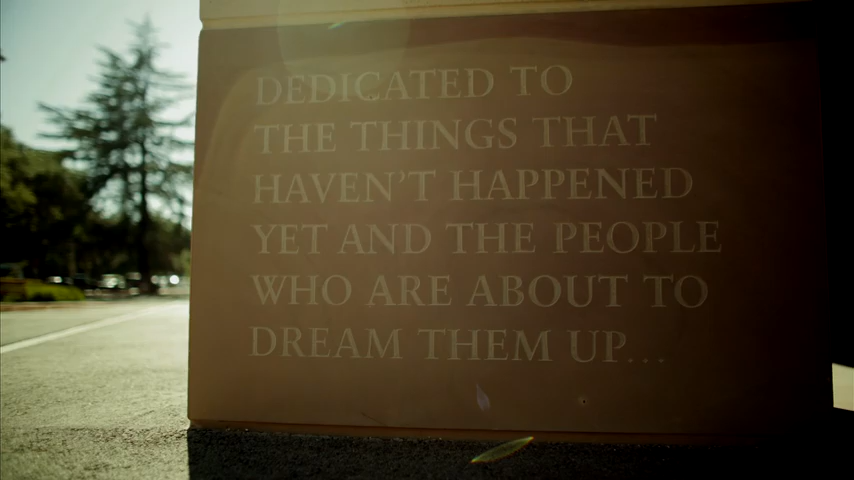 DEDICATED TO
THE THINGS THAT
HAVEN'T HAPPENED
YET AND THE PEOPLE
WHO ARE ABOUT TO
DREAM THEM UP...